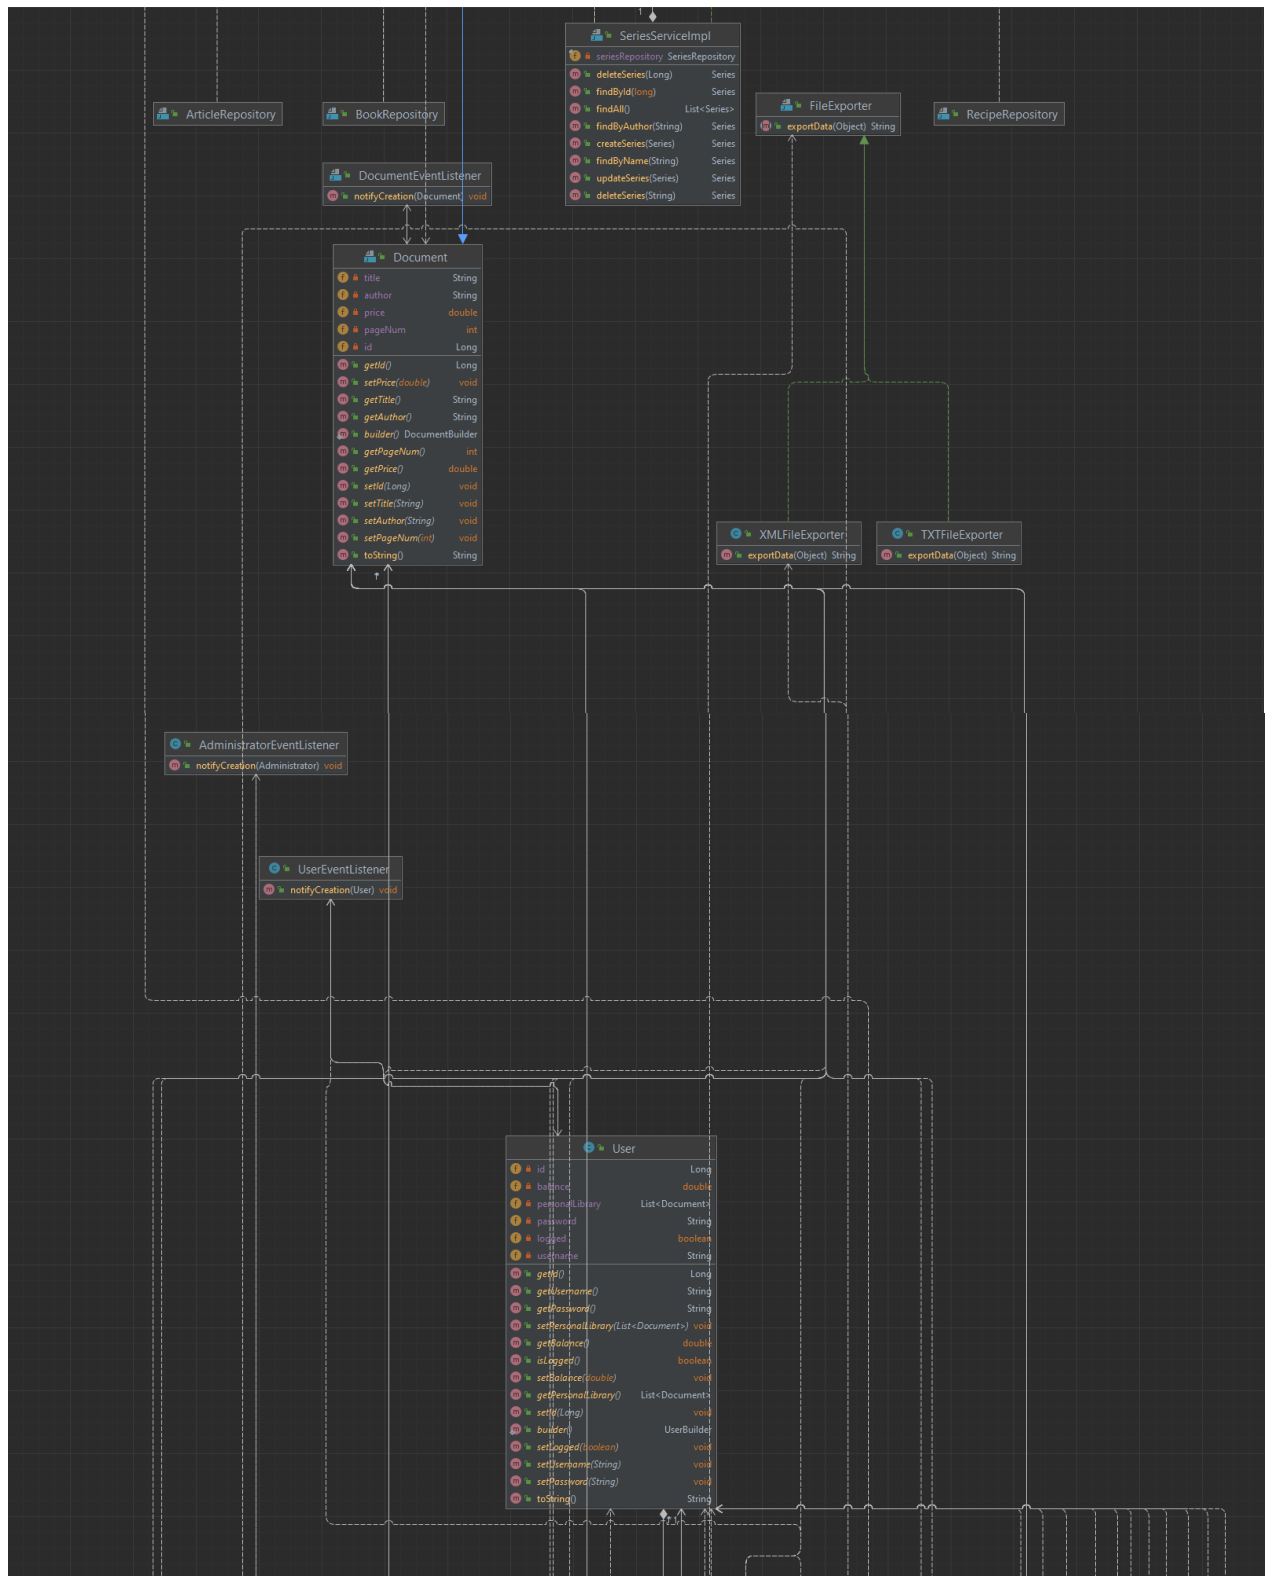 1
SeriesServiceImpl
seriesRepository SeriesRepository
deleteSeries(Long) Series
findById(long) Series
findAll() List<Series>
findByAuthor(String) Series
createSeries(Series) Series
findByName(String) Series
updateSeries(Series) Series
deleteSeries(String) Series
ArticleRepository
BookRepository
FileExporter
exportData(Object) String
RecipeRepository
DocumentEventListener
notifyCreation(Document) void
Document
title String
author String
price double
pageNum int
id Long
getId() Long
setPrice(double) void
getTitle() String
getAuthor() String
builder() DocumentBuilder
getPageNum() int
getPrice() double
setId(Long) void
setTitle(String) void
setAuthor(String) void
setPageNum(int) void
toString() String
XMLFileExporter
exportData(Object) String
TXTFileExporter
exportData(Object) String
*
AdministratorEventListener
notifyCreation(Administrator) void
UserEventListener
notifyCreation(User) void
User
id Long
balance double
personalLibrary List<Document>
password String
logged boolean
username String
getId() Long
getUsername() String
getPassword() String
setPersonalLibrary(List<Document>) void
getBalance() double
isLogged() boolean
setBalance(double) void
getPersonalLibrary() List<Document>
setId(Long) void
builder() UserBuilder
setLogged(boolean) void
setUsername(String) void
setPassword(String) void
toString() String